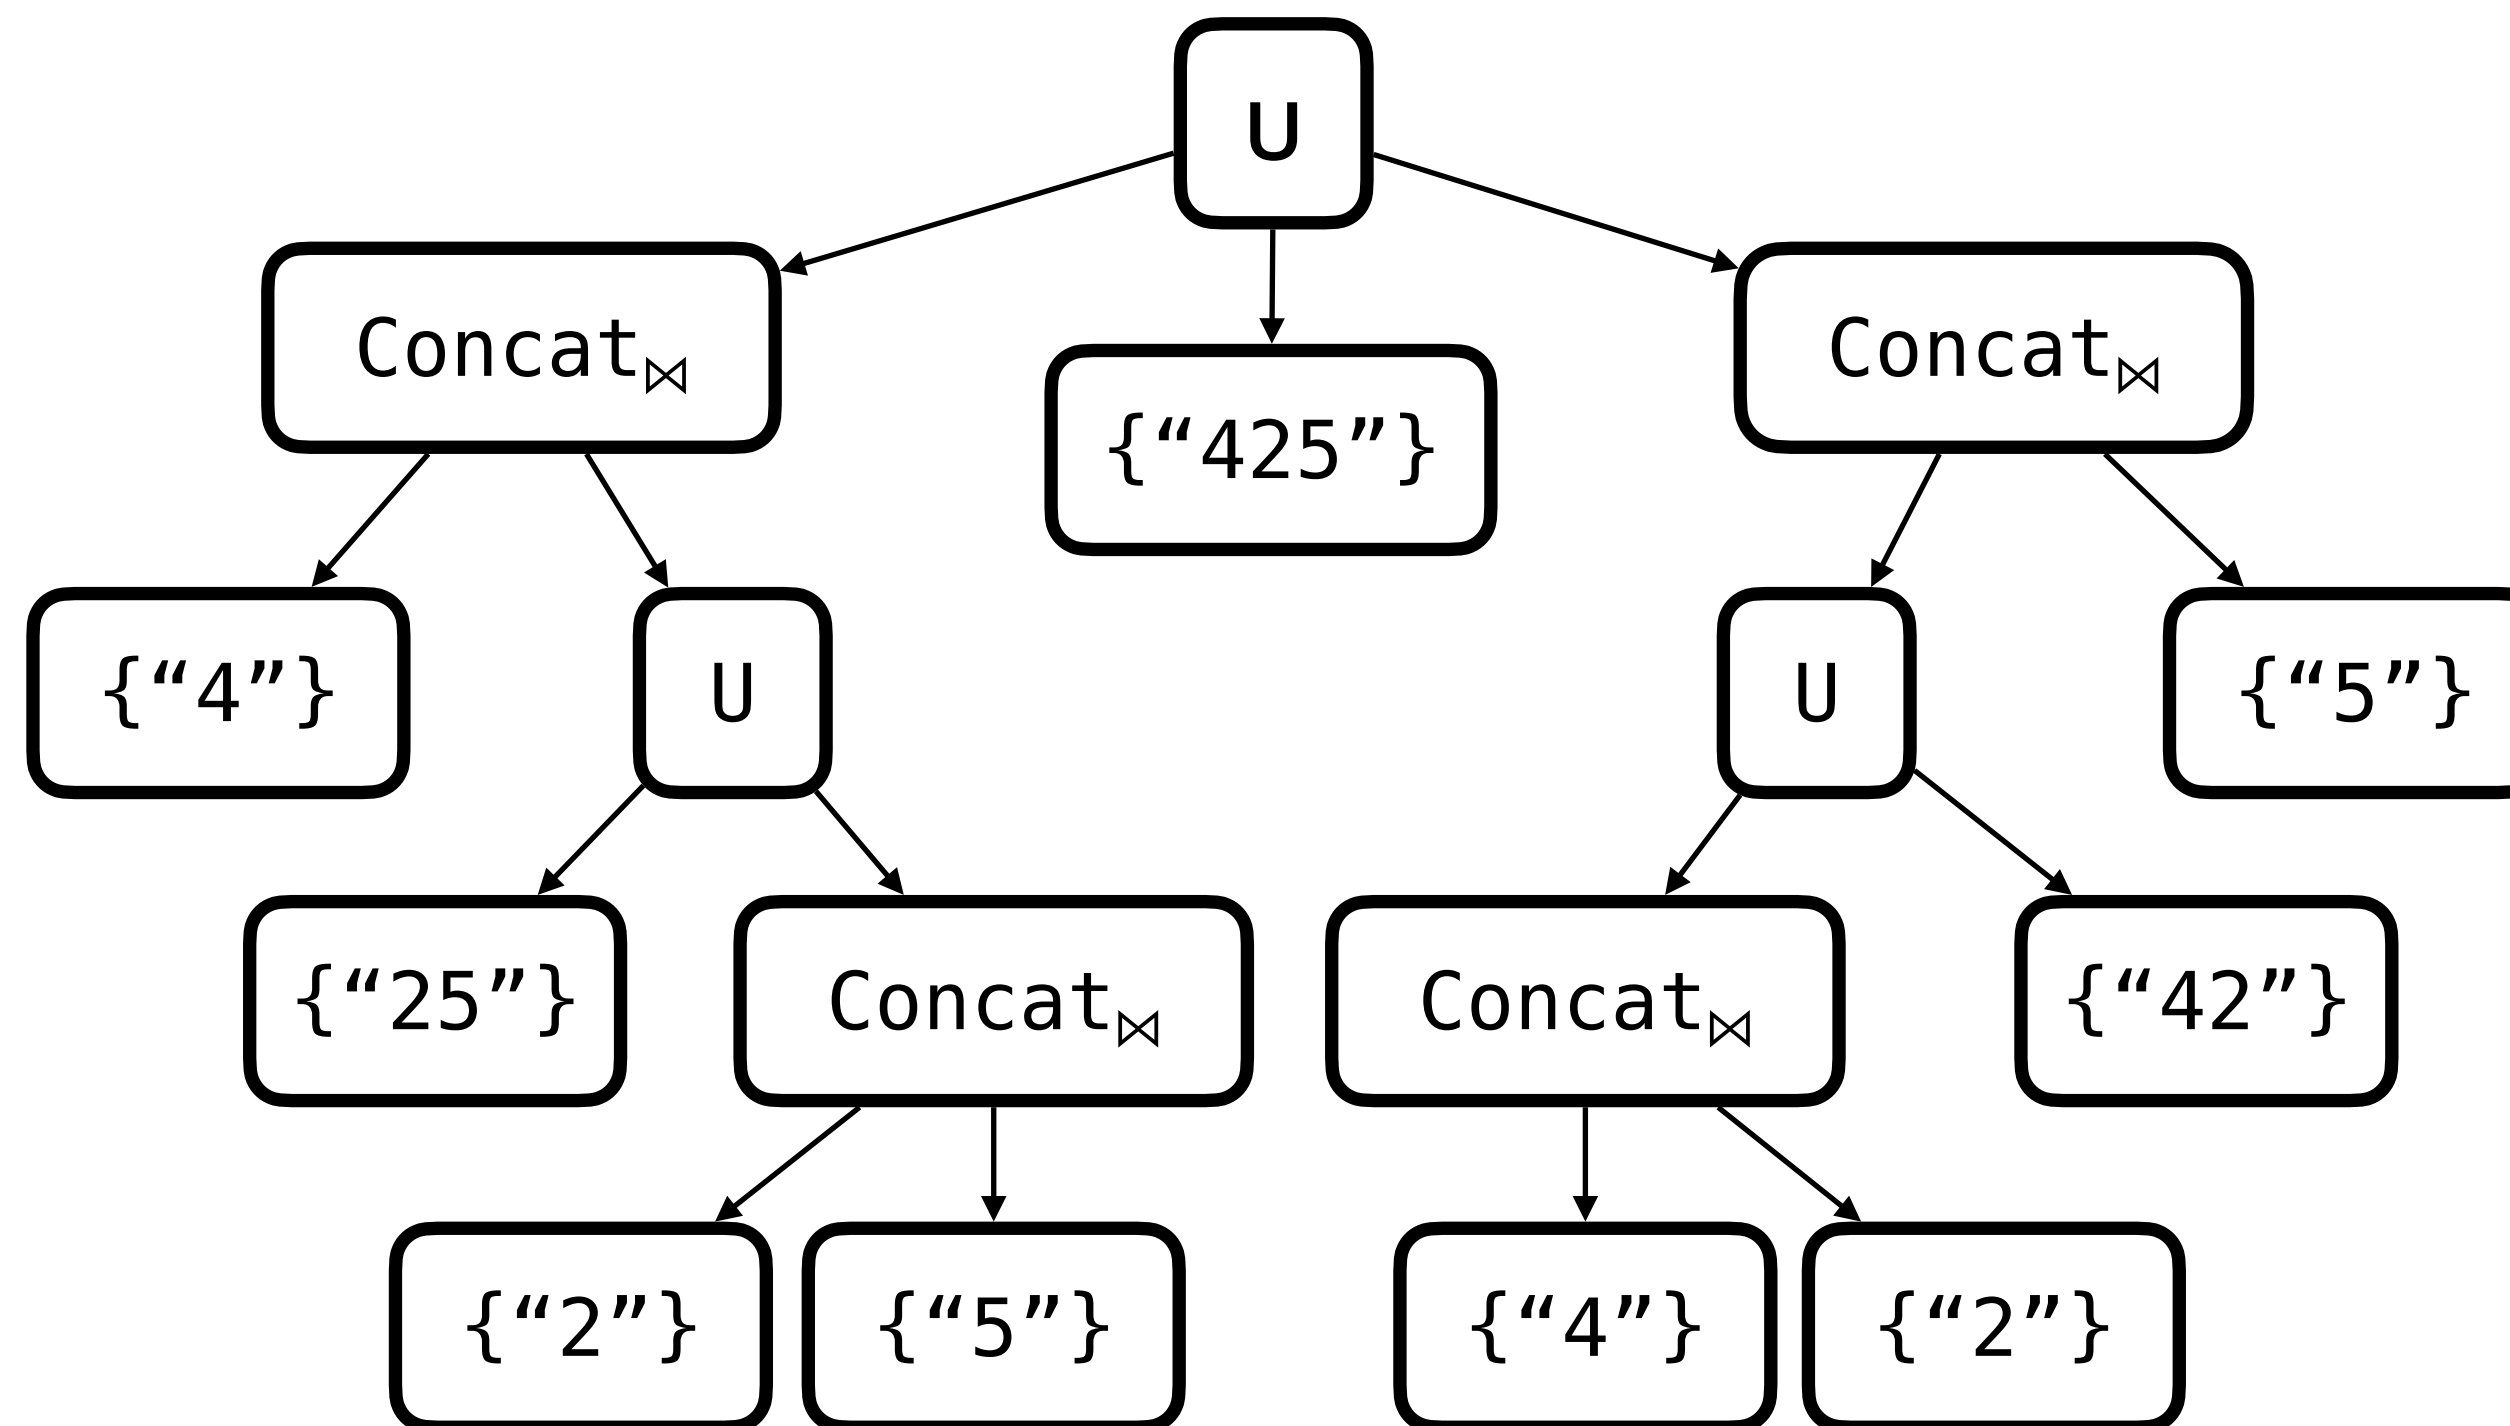 U
Concat⋈
Concat⋈
{“425”}
{“4”}
U
U
{“5”}
{“25”}
Concat⋈
Concat⋈
{“42”}
{“2”}
{“5”}
{“4”}
{“2”}